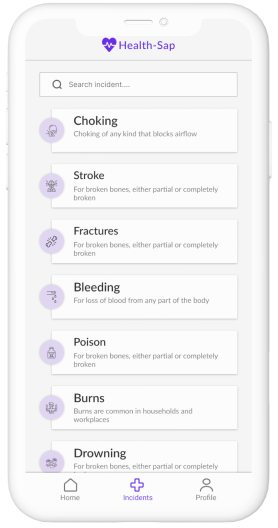 Health-Sap
Search incident....
Choking
Choking of any kind that blocks airflow
Stroke
For broken bones, either partial or completely
broken
Fractures
For broken bones, either partial or completely
broken
Bleeding
For loss of blood from any part of the body
Poison
For broken bones, either partial or completely
broken
Burns
Burns are common in households and
workplaces
Drowning
For broken bones, either partial or completely
Home
Incidents
Profile